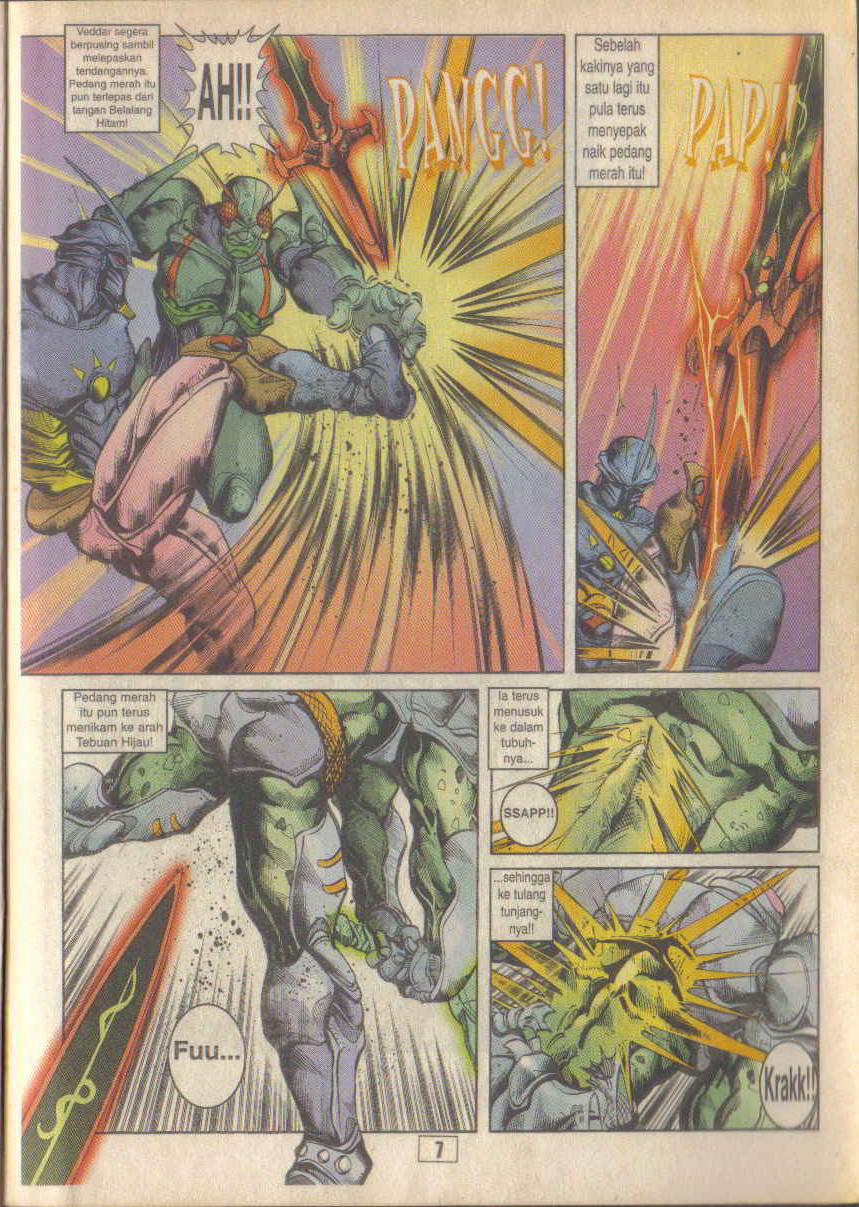 Veddar segera
berpusing sambil
melepaskan
tendangannya.
Pedang merah itu
pun terlepas dari
tangan Belalang
Hitam!
AH!!
PANGG!
Sebelah
kakinya yang
satu lagi itu
pula terus
menyepak
naik pedang
merah itu!
PAP!!
Pedang merah
itu pun terus
menikam ke arah
Tebuan Hijau!
Fuu...
Ia terus
menusuk
ke dalam
tubuh-
nya...
SSAPP!!
...sehingga
ke tulang
tunjang-
nya!!
Krakk!!
7